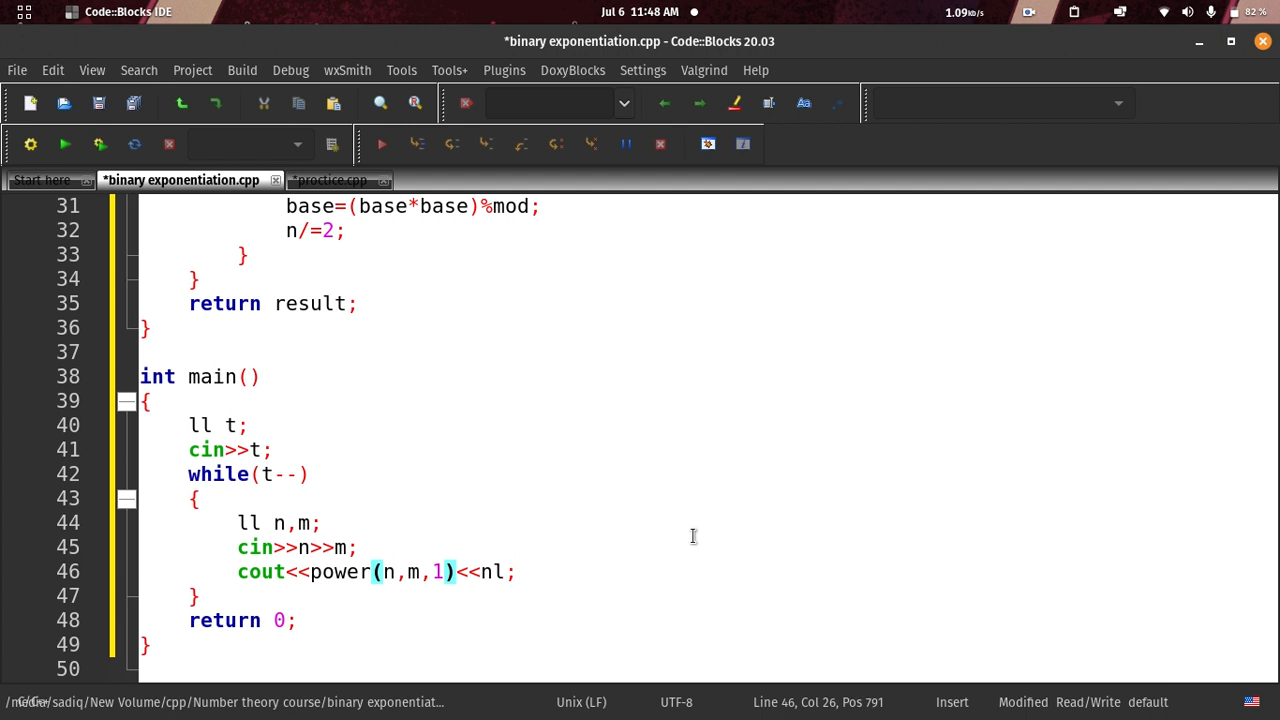 Code::Blocks IDE
Jul 6 11:48 AM
1.09kb/s
82 %
*binary exponentiation.cpp - Code::Blocks 20.03
File Edit View Search Project Build Debug wxSmith Tools Tools+ Plugins DoxyBlocks Settings Valgrind Help
Start here *binary exponentiation.cpp *proctice.cpp
31 base=(base*base)%mod;
32 n/=2;
33 }
34 }
35 return result;
36 }
37
38 int main()
39 {
40 ll t;
41 cin>>t;
42 while(t--)
43 {
44 ll n,m;
45 cin>>n>>m;
46 cout<<power(n,m,1)<<nl;
47 }
48 return 0;
49 }
50
/sadiq/New Volume/cpp/Number theory course/binary exponentiat... Unix (LF) UTF-8 Line 46, Col 26, Pos 791 Insert Modified Read/Write default